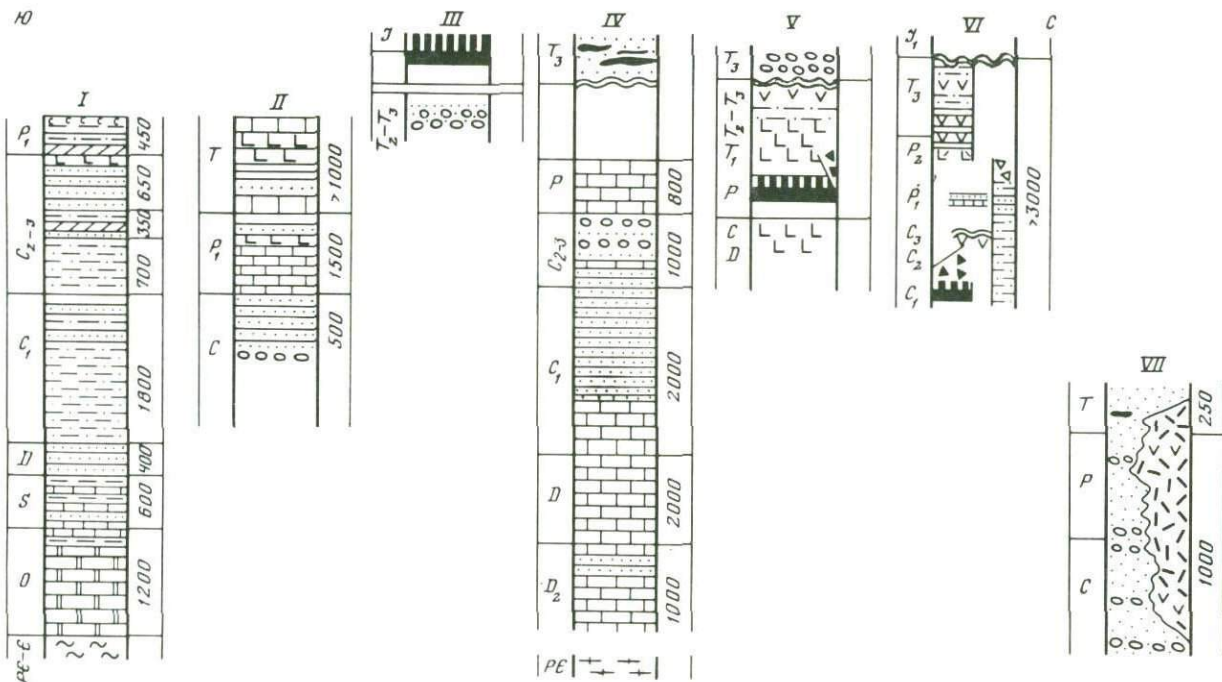 Ю
I
P₁
450
C₂₋₃
650
350
700
C₁
1800
D
400
S
600
O
1200
PЄ-Є
II
T
>1000
P₁
1500
C
500
III
J
T₂-T₃
IV
T₃
P
800
C₂₋₃
1000
C₁
2000
D
2000
D₂
1000
PЄ
V
T₃
T₂-T₃
T₁
P
C
D
VI
C
J₁
T₃
P₂
P₁
C₃
C₂
C₁
>3000
VII
T
250
P
C
1000